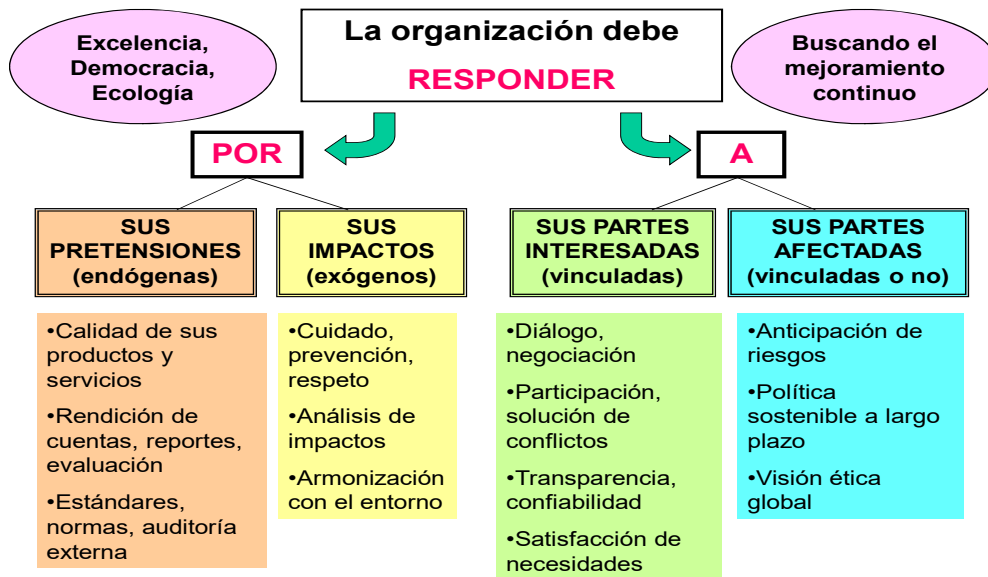 Excelencia,
Democracia,
Ecología
La organización debe
RESPONDER
Buscando el
mejoramiento
continuo
POR
A
SUS
PRETENSIONES
(endógenas)
SUS
IMPACTOS
(exógenos)
SUS PARTES
INTERESADAS
(vinculadas)
SUS PARTES
AFECTADAS
(vinculadas o no)
•Calidad de sus
productos y
servicios
•Rendición de
cuentas, reportes,
evaluación
•Estándares,
normas, auditoría
externa
•Cuidado,
prevención,
respeto
•Análisis de
impactos
•Armonización
con el entorno
•Diálogo,
negociación
•Participación,
solución de
conflictos
•Transparencia,
confiabilidad
•Satisfacción de
necesidades
•Anticipación de
riesgos
•Política
sostenible a largo
plazo
•Visión ética
global